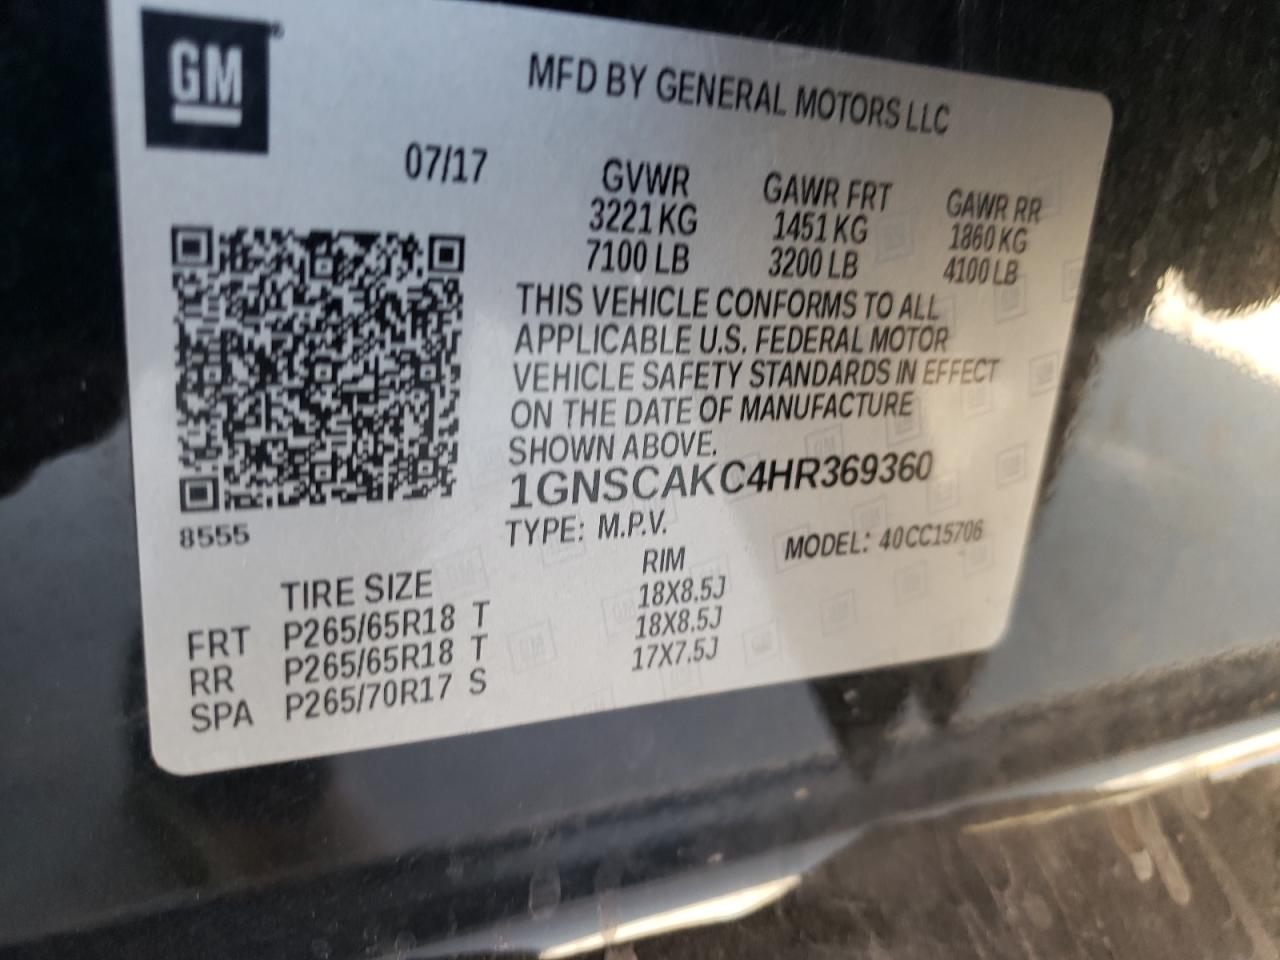 GM
MFD BY GENERAL MOTORS LLC
07/17
GVWR GAWR FRT GAWR RR
3221 KG 1451 KG 1860 KG
7100 LB 3200 LB 4100 LB
THIS VEHICLE CONFORMS TO ALL
APPLICABLE U.S. FEDERAL MOTOR
VEHICLE SAFETY STANDARDS IN EFFECT
ON THE DATE OF MANUFACTURE
SHOWN ABOVE.
1GNSCAKC4HR369360
8555
TYPE: M.P.V. MODEL: 40CC15706
TIRE SIZE RIM
FRT P265/65R18 T 18X8.5J
RR P265/65R18 T 18X8.5J
SPA P265/70R17 S 17X7.5J